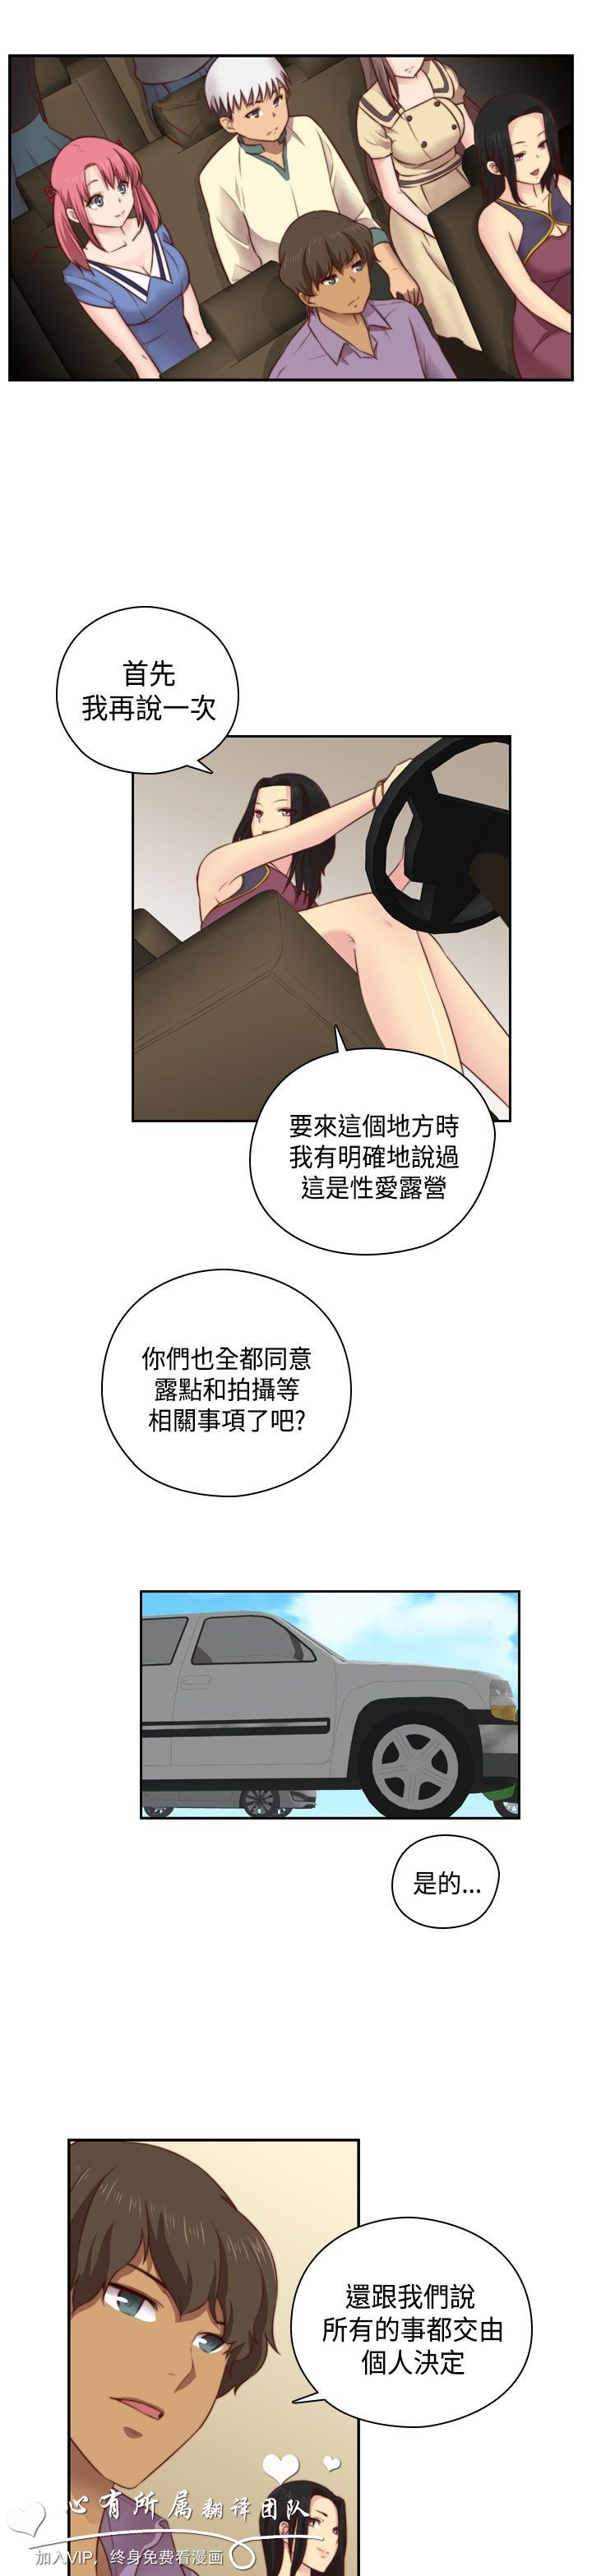 首先
我再說一次
要來這個地方時
我有明確地說過
這是性愛露營
你們也全都同意
露點和拍攝等
相關事項了吧?
是的...
還跟我們說
所有的事都交由
個人決定
心有所属翻译团队
加入VIP，终身免费看漫画